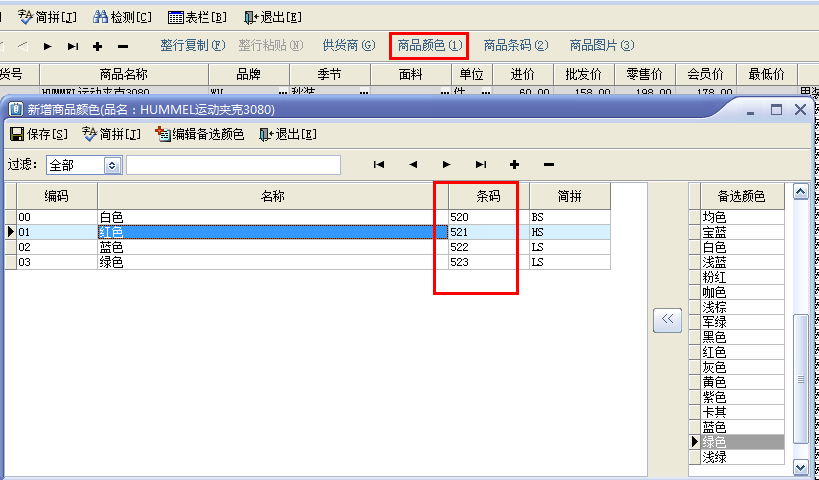 简拼[J] 检测[C] 表栏[B] 退出[E]
整行复制(F) 整行粘贴(N) 供货商(G) 商品颜色(1) 商品条码(2) 商品图片(3)
货号 商品名称 品牌 季节 面料 单位 进价 批发价 零售价 会员价 最低价
HUMMEL运动夹克3080 ... 秋装 ... ... 件 ... 60.00 158.00 198.00 178.00
新增商品颜色(品名：HUMMEL运动夹克3080)
保存[S] 简拼[J] 编辑备选颜色 退出[E]
过滤： 全部
编码 名称 条码 简拼
00 白色 520 BS
01 红色 521 HS
02 蓝色 522 LS
03 绿色 523 LS
备选颜色
均色
宝蓝
白色
浅蓝
粉红
咖色
浅棕
军绿
黑色
红色
灰色
黄色
紫色
卡其
蓝色
绿色
浅绿